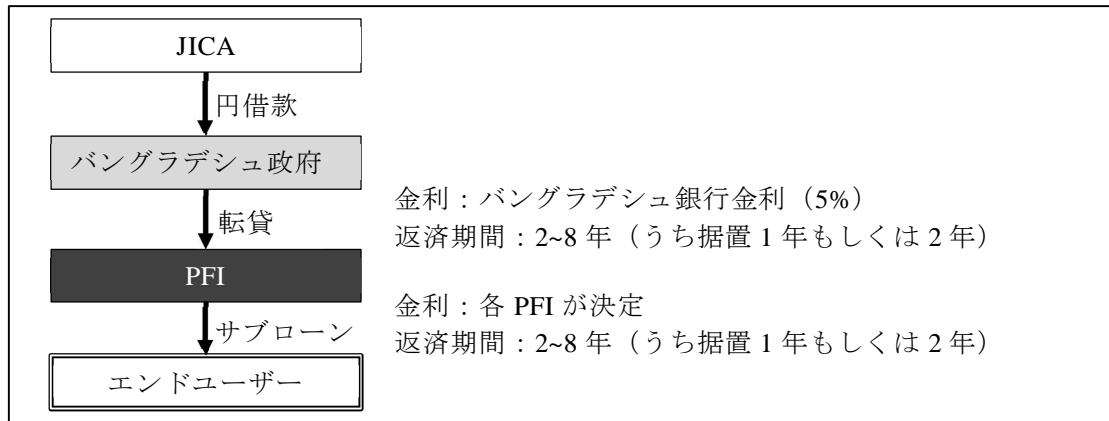 JICA
円借款
バングラデシュ政府
転貸
金利：バングラデシュ銀行金利（5%）
返済期間：2~8 年（うち据置 1 年もしくは 2 年）
PFI
サブローン
金利：各 PFI が決定
返済期間：2~8 年（うち据置 1 年もしくは 2 年）
エンドユーザー